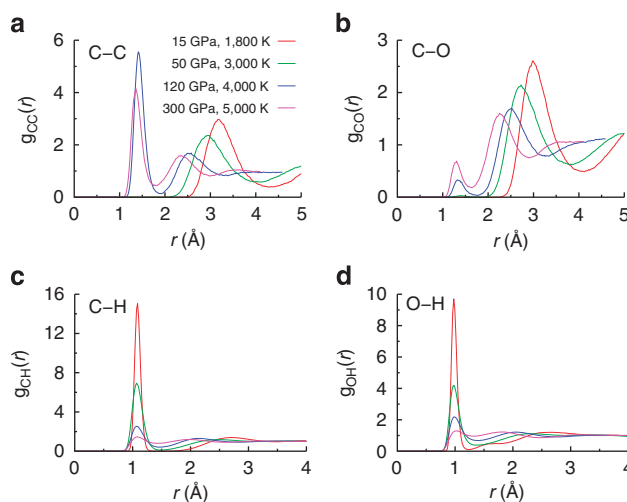 a
C–C
15 GPa, 1,800 K
50 GPa, 3,000 K
120 GPa, 4,000 K
300 GPa, 5,000 K
gCC(r)
6
4
2
0
0 1 2 3 4 5
r (Å)
b
C–O
gCO(r)
3
2
1
0
0 1 2 3 4 5
r (Å)
c
C–H
gCH(r)
16
12
8
4
0
0 1 2 3 4
r (Å)
d
O–H
gOH(r)
10
8
6
4
2
0
0 1 2 3 4
r (Å)